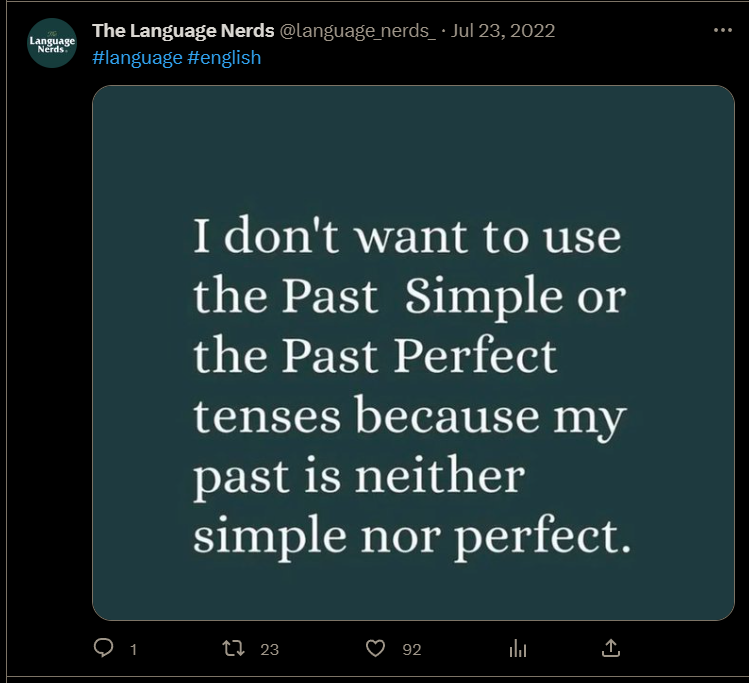 The Language Nerds @language_nerds_ · Jul 23, 2022
The
Language
Nerds.
#language #english
I don't want to use
the Past  Simple or
the Past Perfect
tenses because my
past is neither
simple nor perfect.
1 23 92